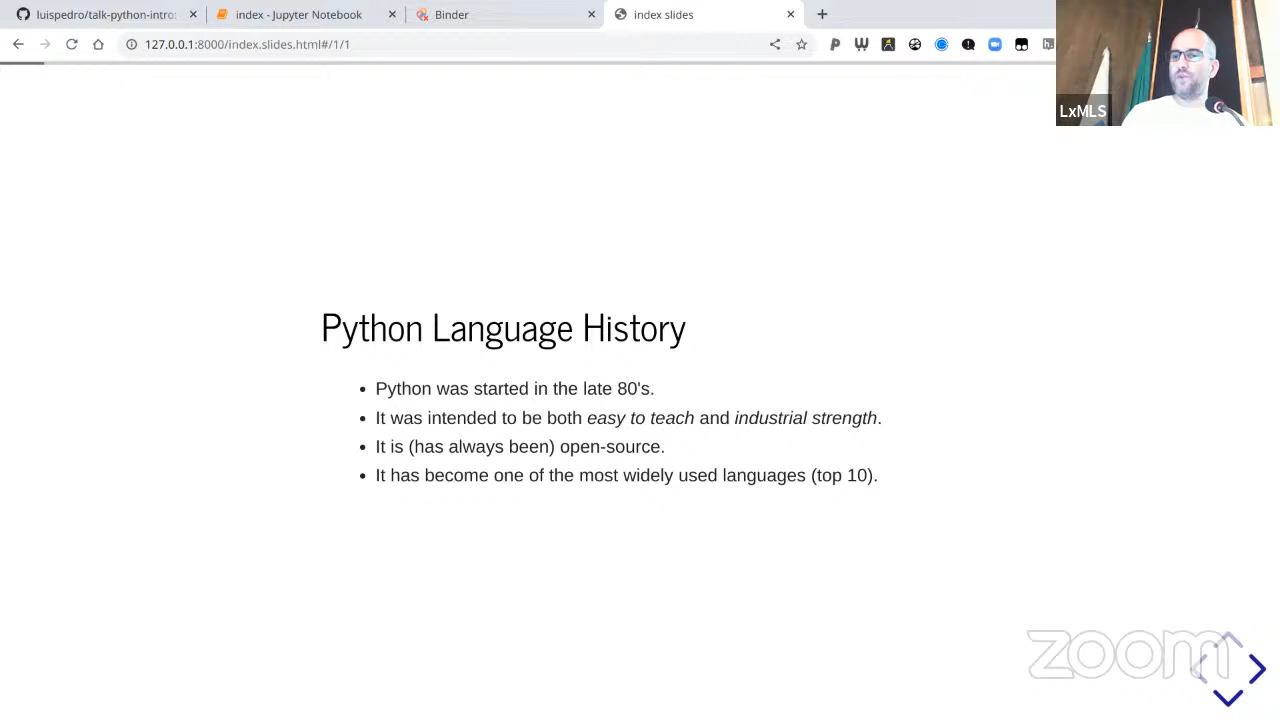 luispedro/talk-python-intro:
index - Jupyter Notebook
Binder
index slides
127.0.0.1:8000/index.slides.html#/1/1
LxMLS
Python Language History
Python was started in the late 80's.
It was intended to be both easy to teach and industrial strength.
It is (has always been) open-source.
It has become one of the most widely used languages (top 10).
zoom